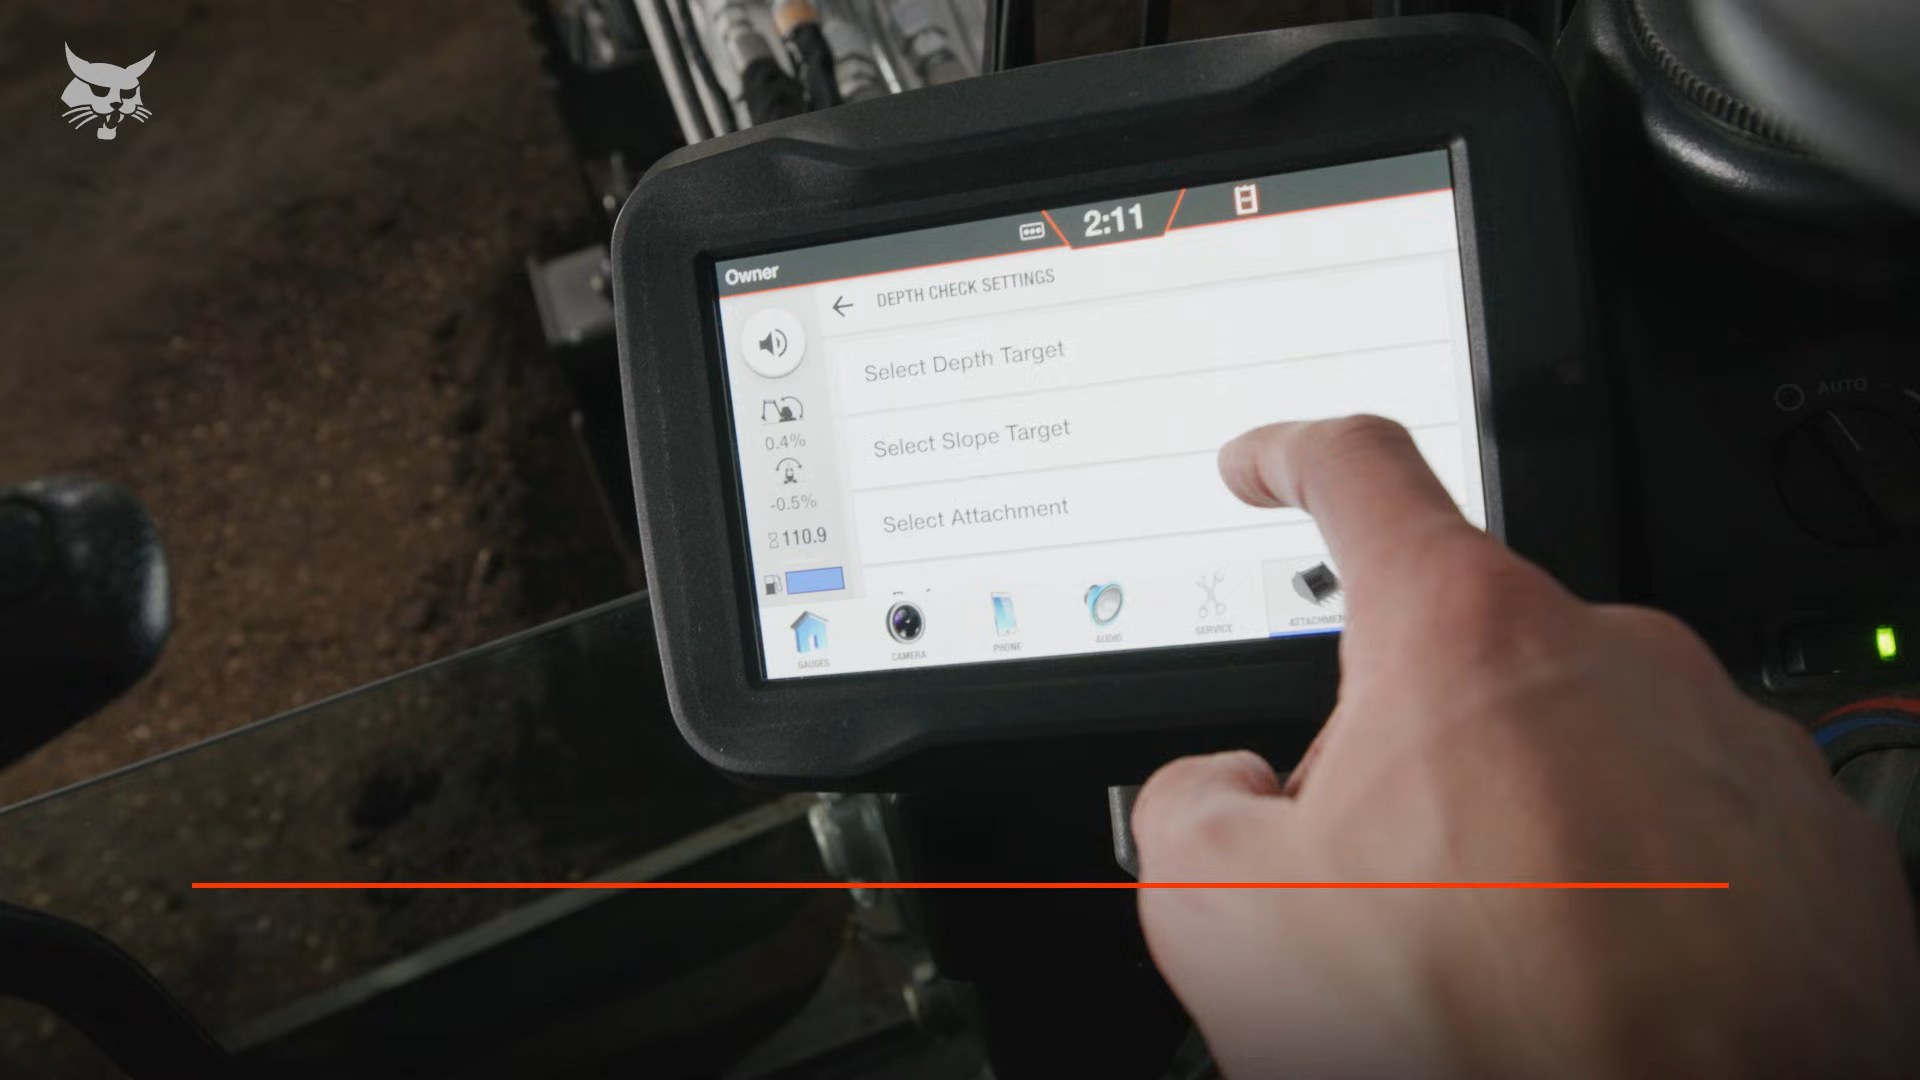 2:11
Owner
DEPTH CHECK SETTINGS
Select Depth Target
0.4%
Select Slope Target
-0.5%
Select Attachment
110.9
GAUGES
CAMERA
PHONE
AUDIO
SERVICE
AUTO